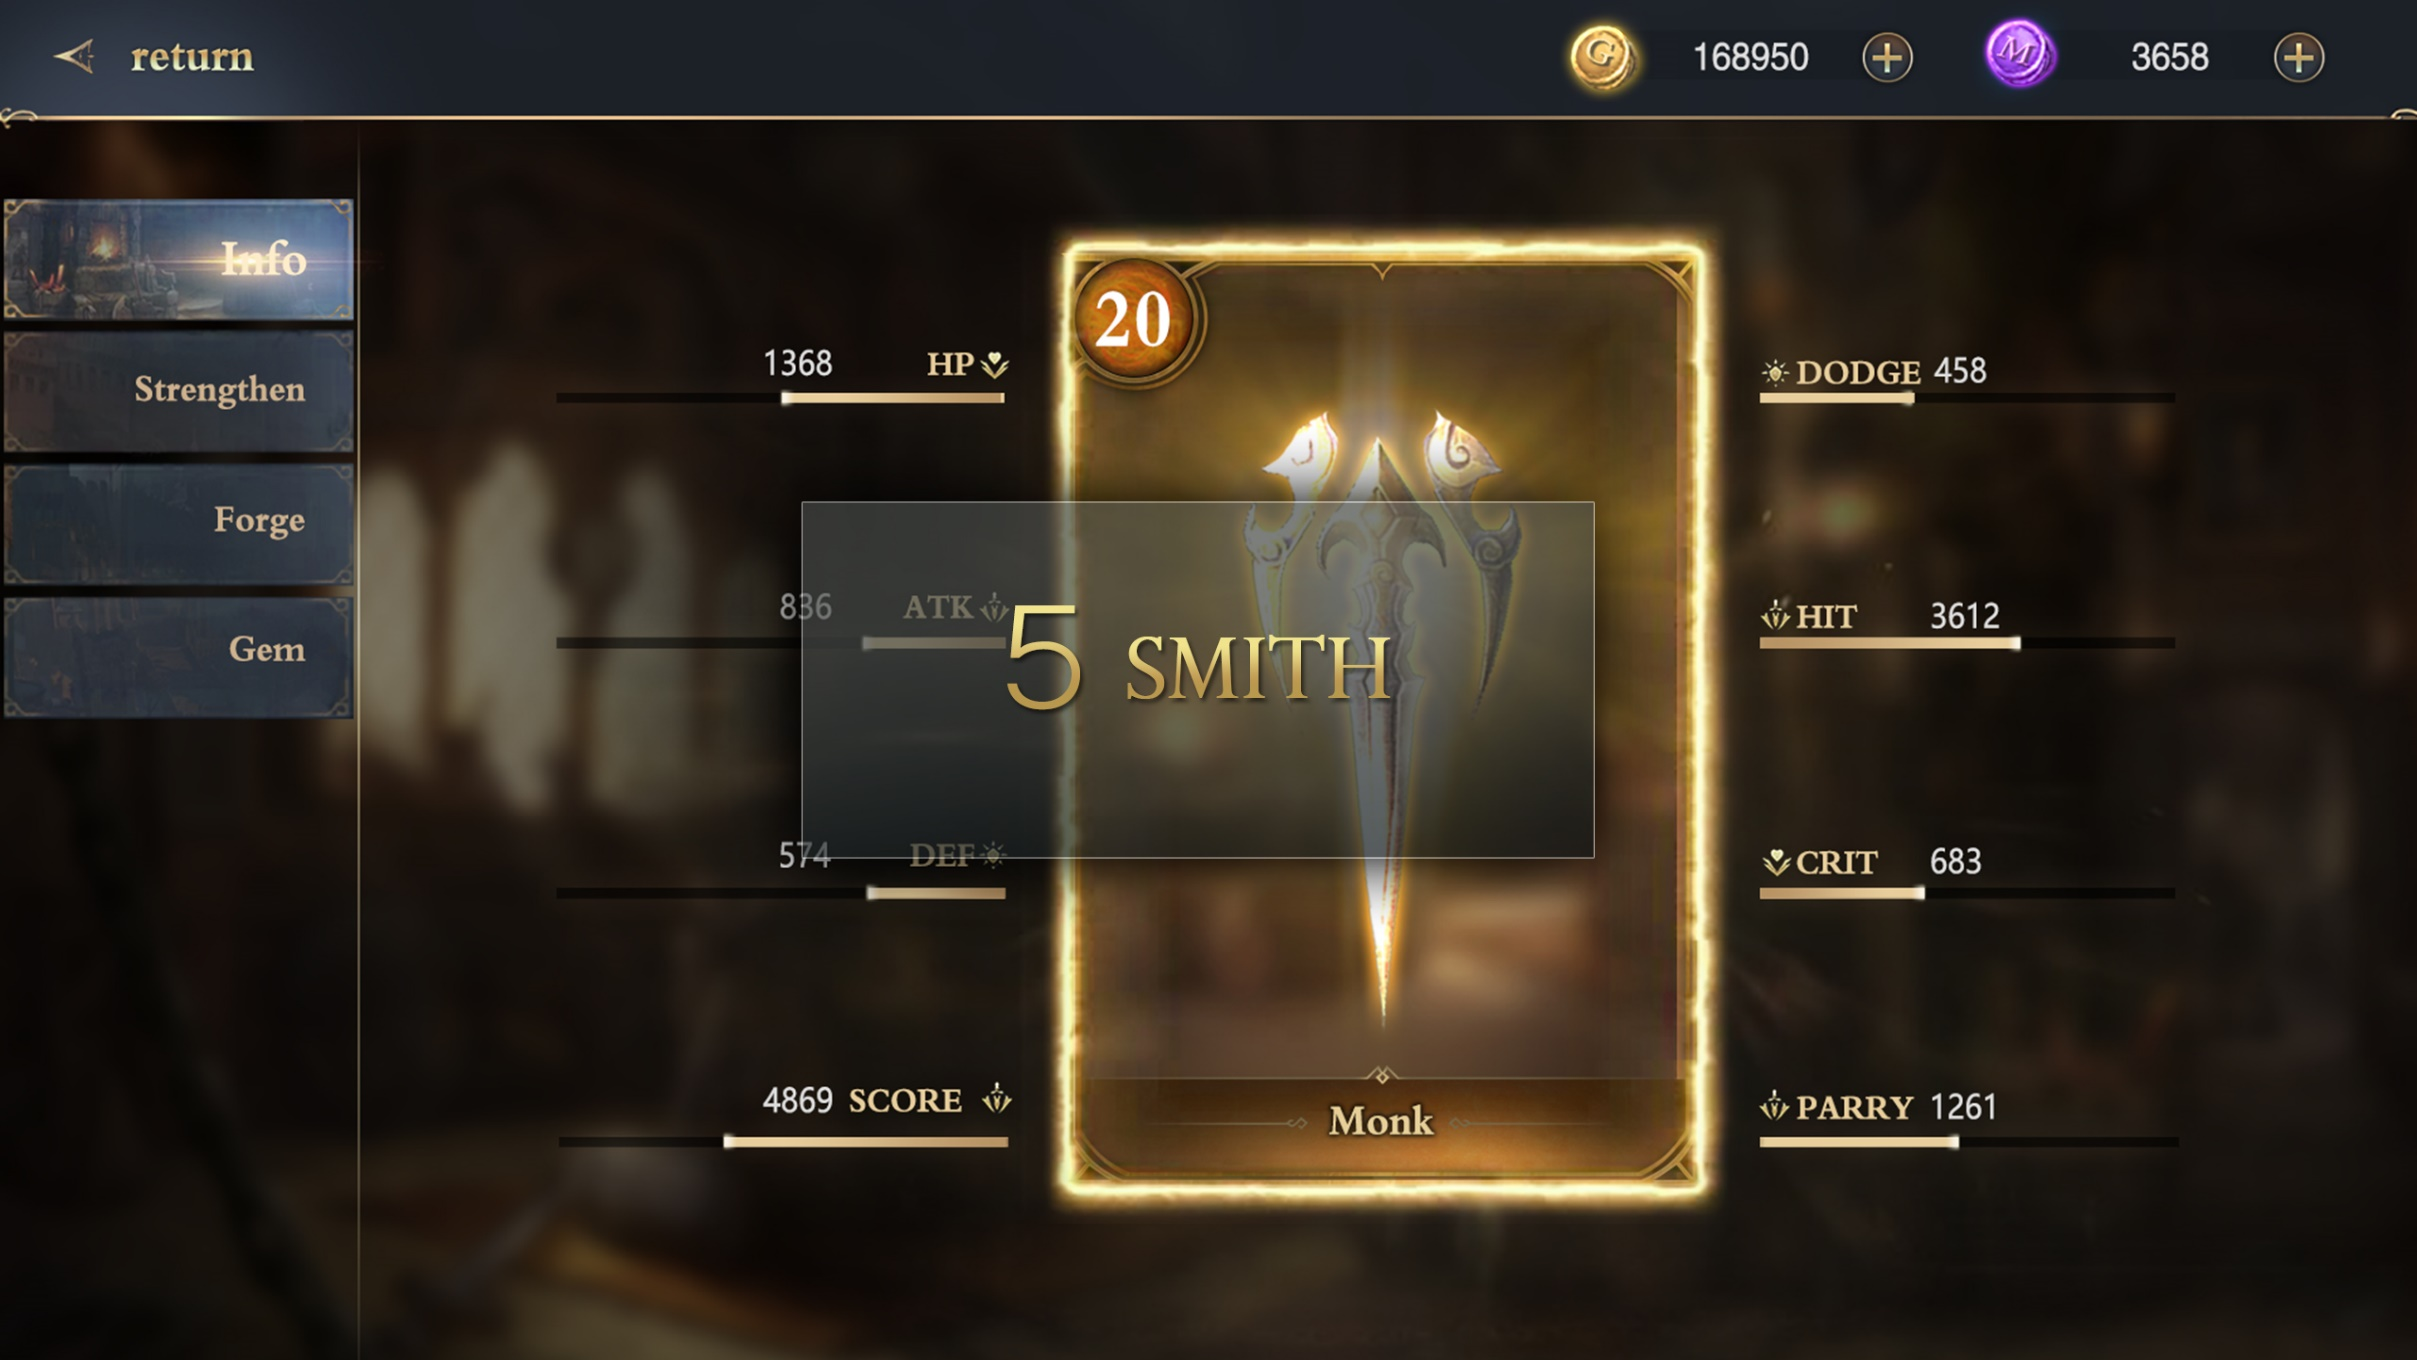 return
168950
3658
Info
Strengthen
Forge
Gem
20
1368 HP
836 ATK
574 DEF
4869 SCORE
5 SMITH
Monk
DODGE 458
HIT 3612
CRIT 683
PARRY 1261
G
M